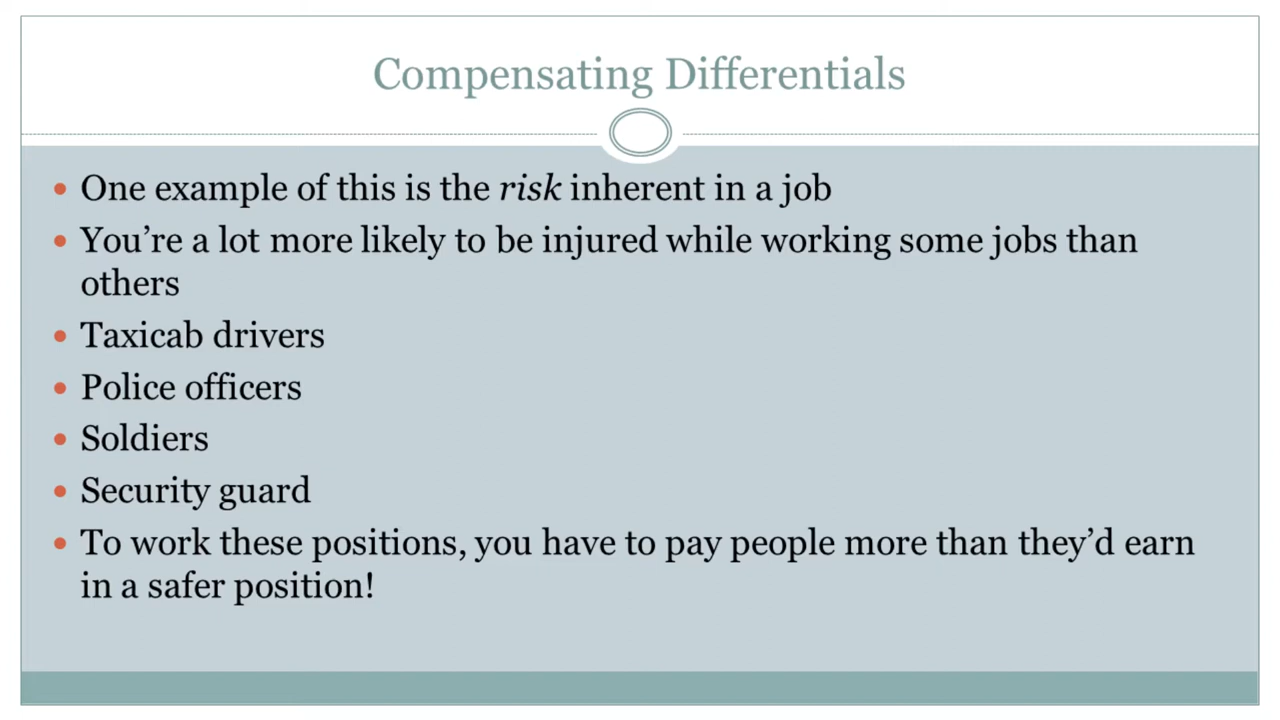 Compensating Differentials
• One example of this is the risk inherent in a job
• You’re a lot more likely to be injured while working some jobs than
others
• Taxicab drivers
• Police officers
• Soldiers
• Security guard
• To work these positions, you have to pay people more than they’d earn
in a safer position!